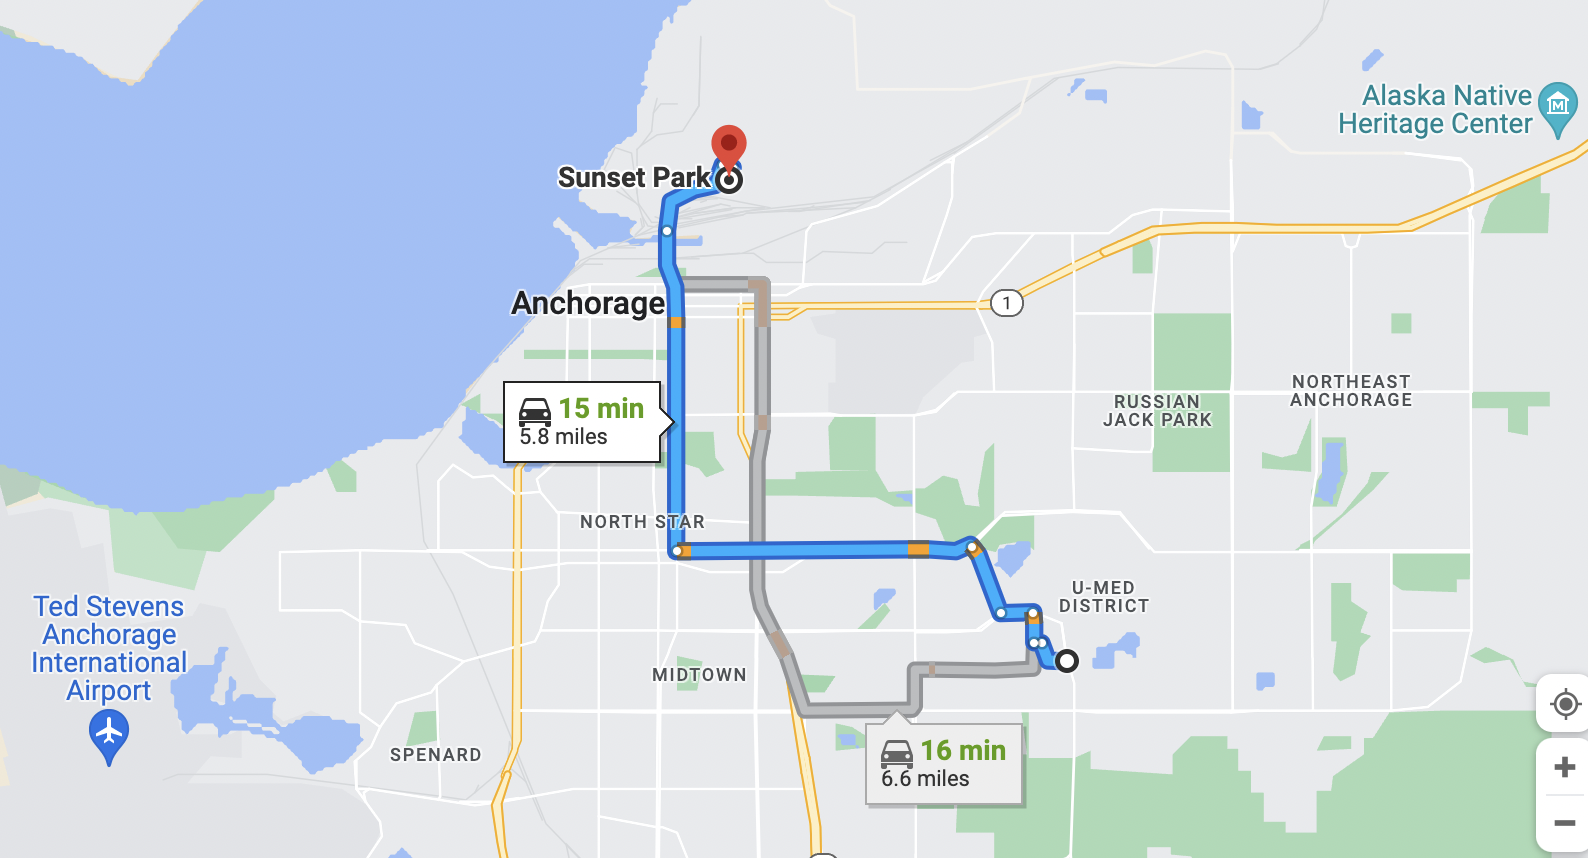 Alaska Native
Heritage Center
Sunset Park
Anchorage
1
15 min
5.8 miles
NORTHEAST
ANCHORAGE
RUSSIAN
JACK PARK
NORTH STAR
U-MED
DISTRICT
Ted Stevens
Anchorage
International
Airport
MIDTOWN
SPENARD
16 min
6.6 miles
M